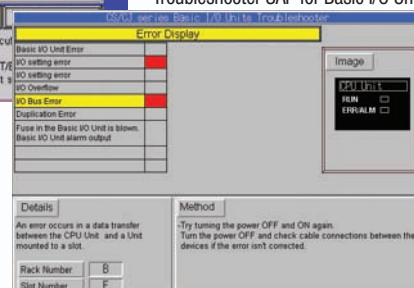 Troubleshooter SAP for Basic I/O Uni
CS/CJ series Basic I/O Units Troubleshooter
Error Display
Basic I/O Unit Error
I/O setting error
I/O setting error
I/O Overflow
I/O Bus Error
Duplication Error
Fuse in the Basic I/O Unit is blown.
Basic I/O Unit alarm output
Image
CPU Unit
RUN
ERR/ALM
Details
An error occurs in a data transfer
between the CPU Unit and a Unit
mounted to a slot.
Rack Number B
Slot Number F
Method
-Try turning the power OFF and ON again.
Turn the power OFF and check cable connections between the
devices if the error isn't corrected.